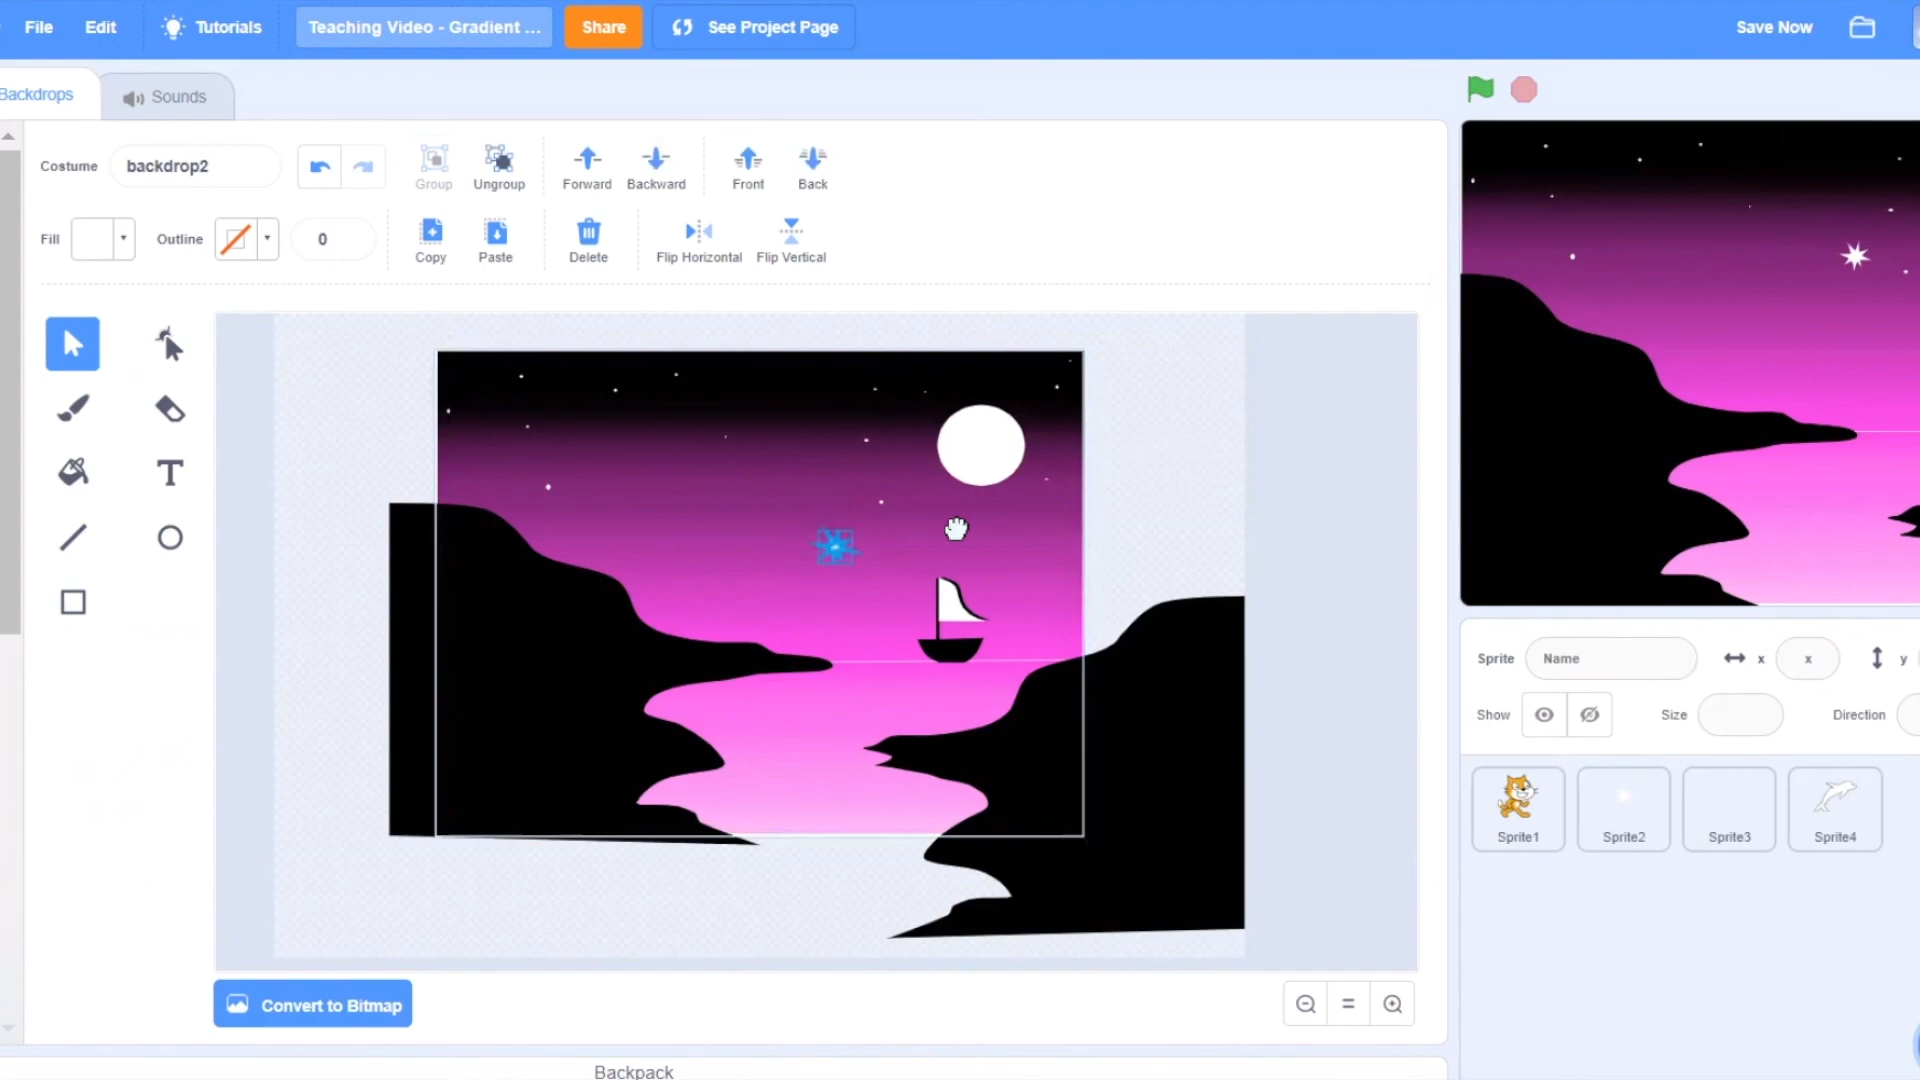 File Edit Tutorials Teaching Video - Gradient ... Share See Project Page Save Now
Backdrops Sounds
Costume backdrop2 Group Ungroup Forward Backward Front Back
Fill Outline 0 Copy Paste Delete Flip Horizontal Flip Vertical
T
Sprite Name x x y
Show Size Direction
Sprite1 Sprite2 Sprite3 Sprite4
Convert to Bitmap
Backpack